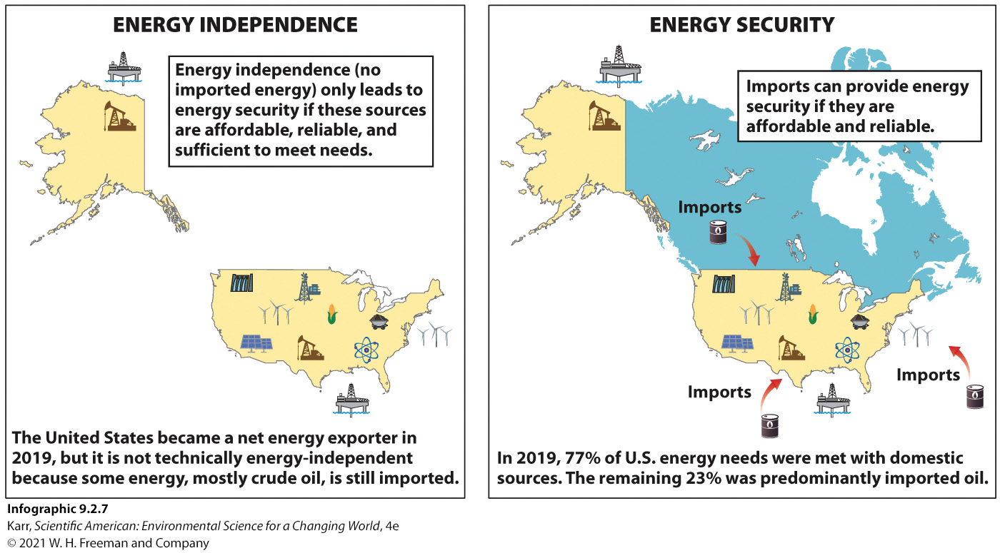 ENERGY INDEPENDENCE
Energy independence (no
imported energy) only leads to
energy security if these sources
are affordable, reliable, and
sufficient to meet needs.
The United States became a net energy exporter in
2019, but it is not technically energy-independent
because some energy, mostly crude oil, is still imported.
ENERGY SECURITY
Imports can provide energy
security if they are
affordable and reliable.
Imports
Imports
Imports
In 2019, 77% of U.S. energy needs were met with domestic
sources. The remaining 23% was predominantly imported oil.
Infographic 9.2.7
Karr, Scientific American: Environmental Science for a Changing World, 4e
© 2021 W. H. Freeman and Company